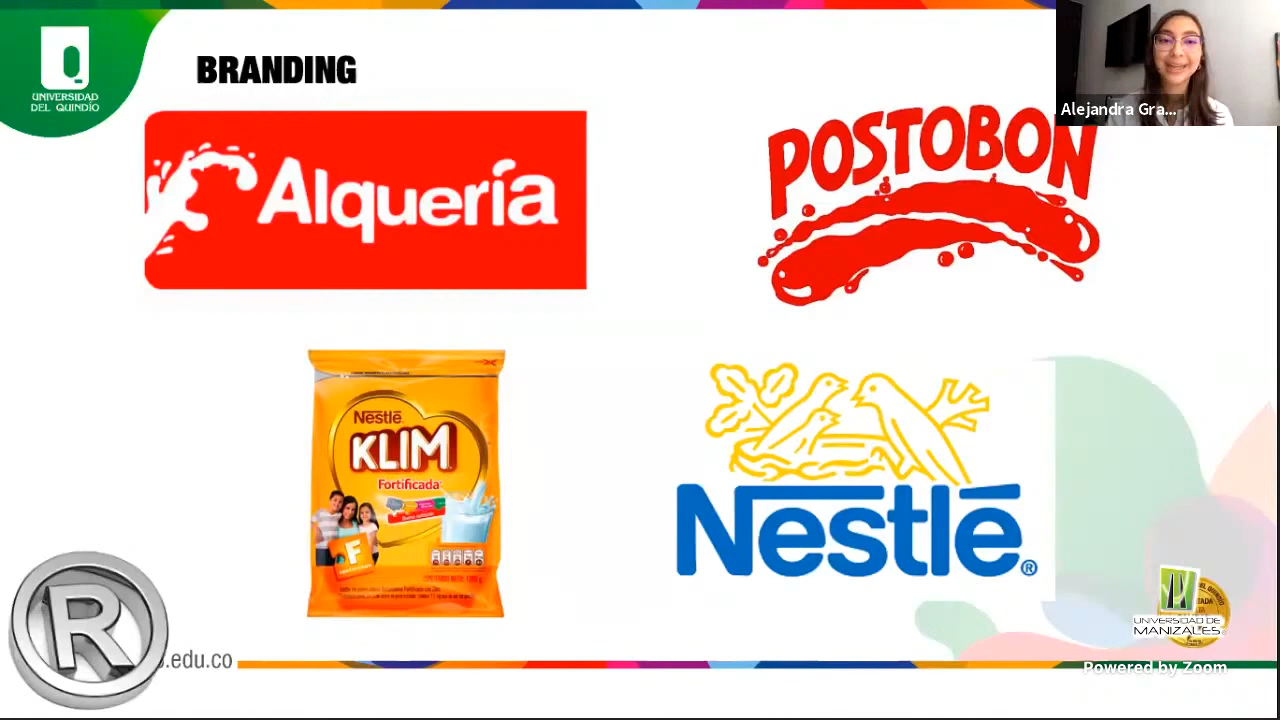 UNIVERSIDAD
DEL QUINDÍO
BRANDING
Alejandra Gra...
Alquería
POSTOBON
Nestlé
KLIM
Fortificada
F
Nestlé®
R
.edu.co
UNIVERSIDAD DE
MANIZALES
Powered by Zoom